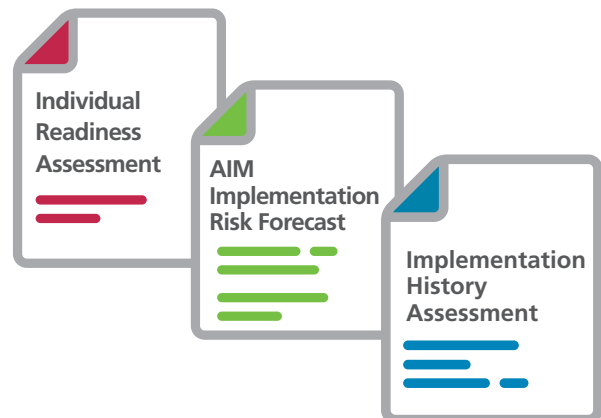 Individual
Readiness
Assessment
AIM
Implementation
Risk Forecast
Implementation
History
Assessment